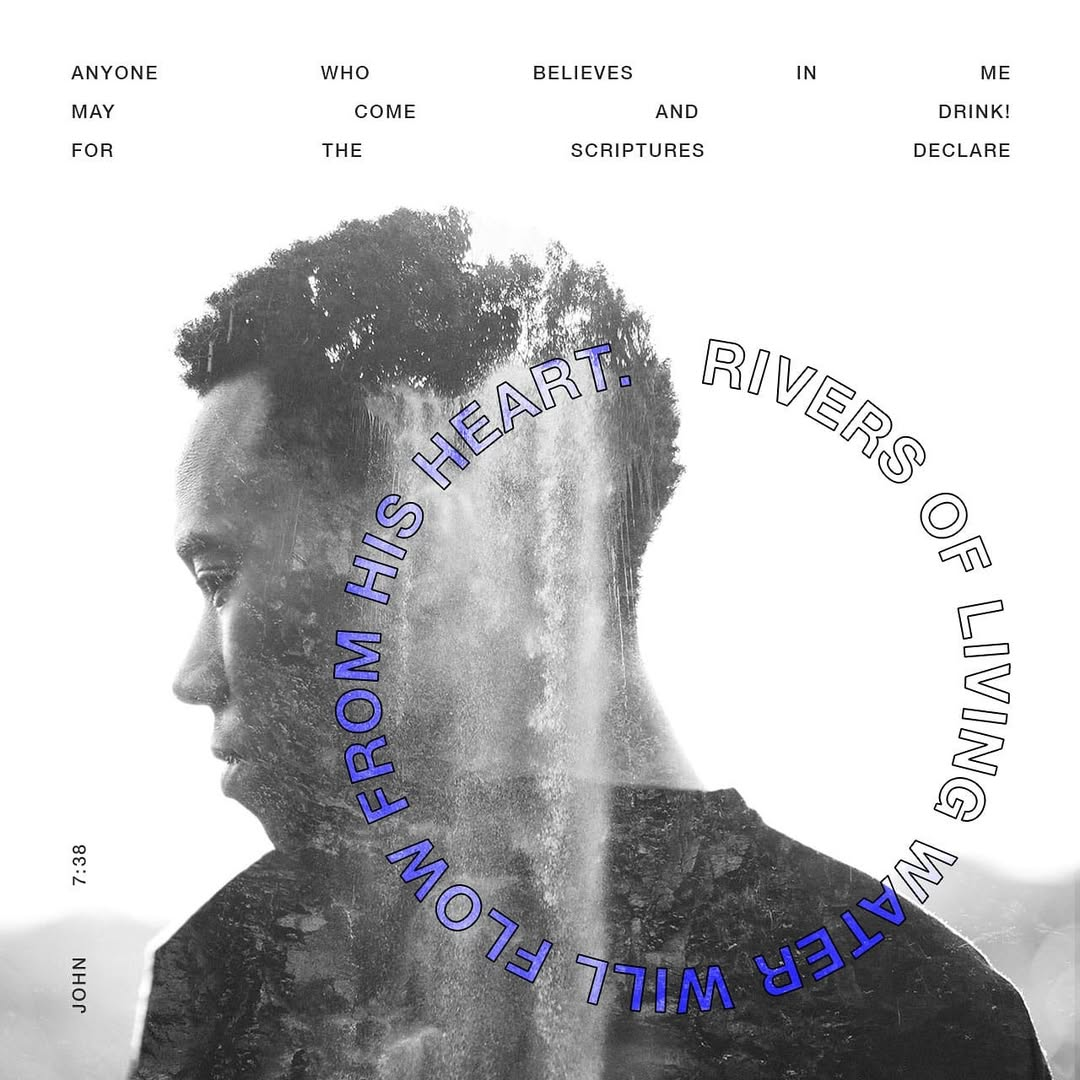 ANYONE WHO BELIEVES IN ME
MAY COME AND DRINK!
FOR THE SCRIPTURES DECLARE
RIVERS OF LIVING WATER WILL FLOW FROM HIS HEART.
JOHN 7:38